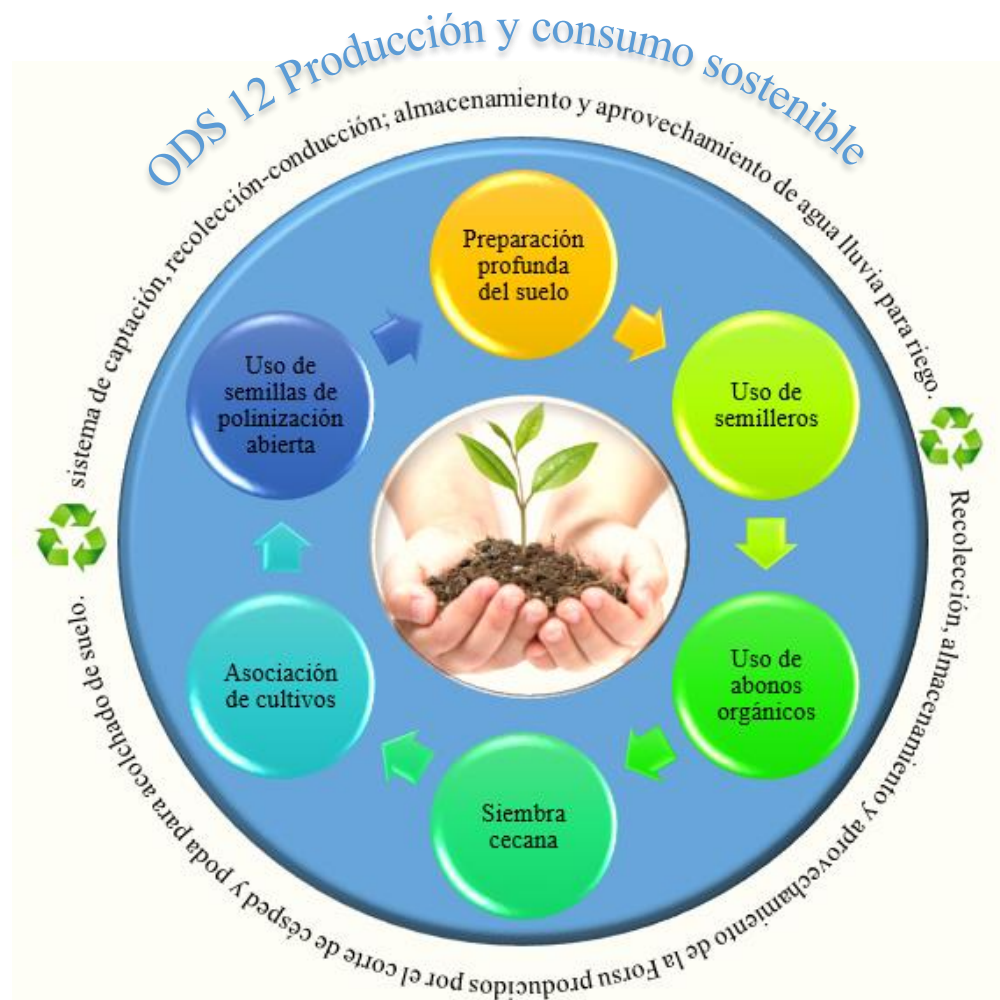 ODS 12 Producción y consumo sostenible
sistema de captación, recolección-conducción; almacenamiento y aprovechamiento de agua lluvia para riego.
Recolección, almacenamiento y aprovechamiento de la Forsu producidos por el corte de césped y poda para acolchado de suelo.
Preparación
profunda
del suelo
Uso de
semilleros
Uso de
abonos
orgánicos
Siembra
cecana
Asociación
de cultivos
Uso de
semillas de
polinización
abierta